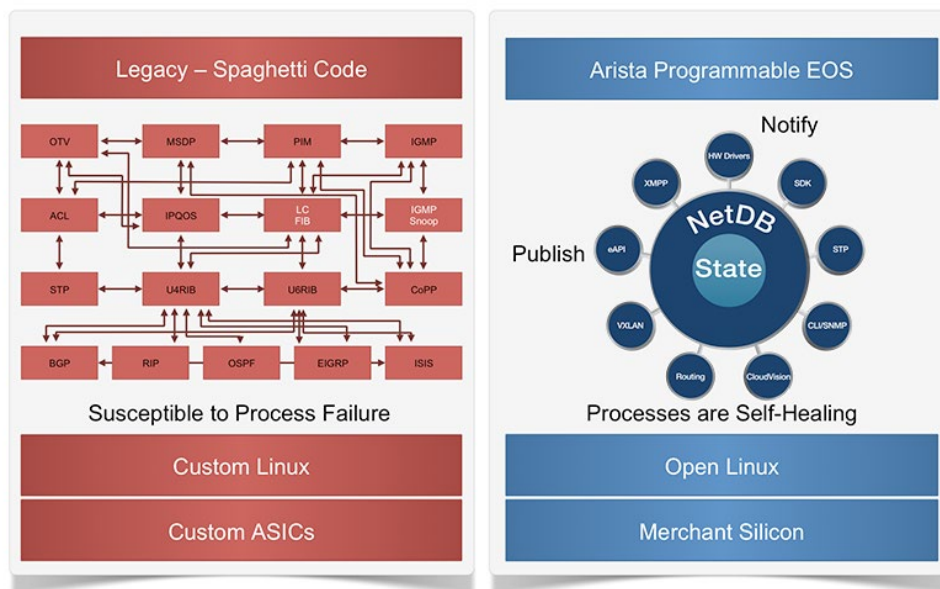 Legacy – Spaghetti Code
OTV MSDP PIM IGMP
ACL IPQOS LC FIB IGMP Snoop
STP U4RIB U6RIB CoPP
BGP RIP OSPF EIGRP ISIS
Susceptible to Process Failure
Custom Linux
Custom ASICs
Arista Programmable EOS
Notify
HW Drivers
XMPP
SDK
NetDB
Publish
eAPI
State
STP
VXLAN
CLI/SNMP
Routing
CloudVision
Processes are Self-Healing
Open Linux
Merchant Silicon